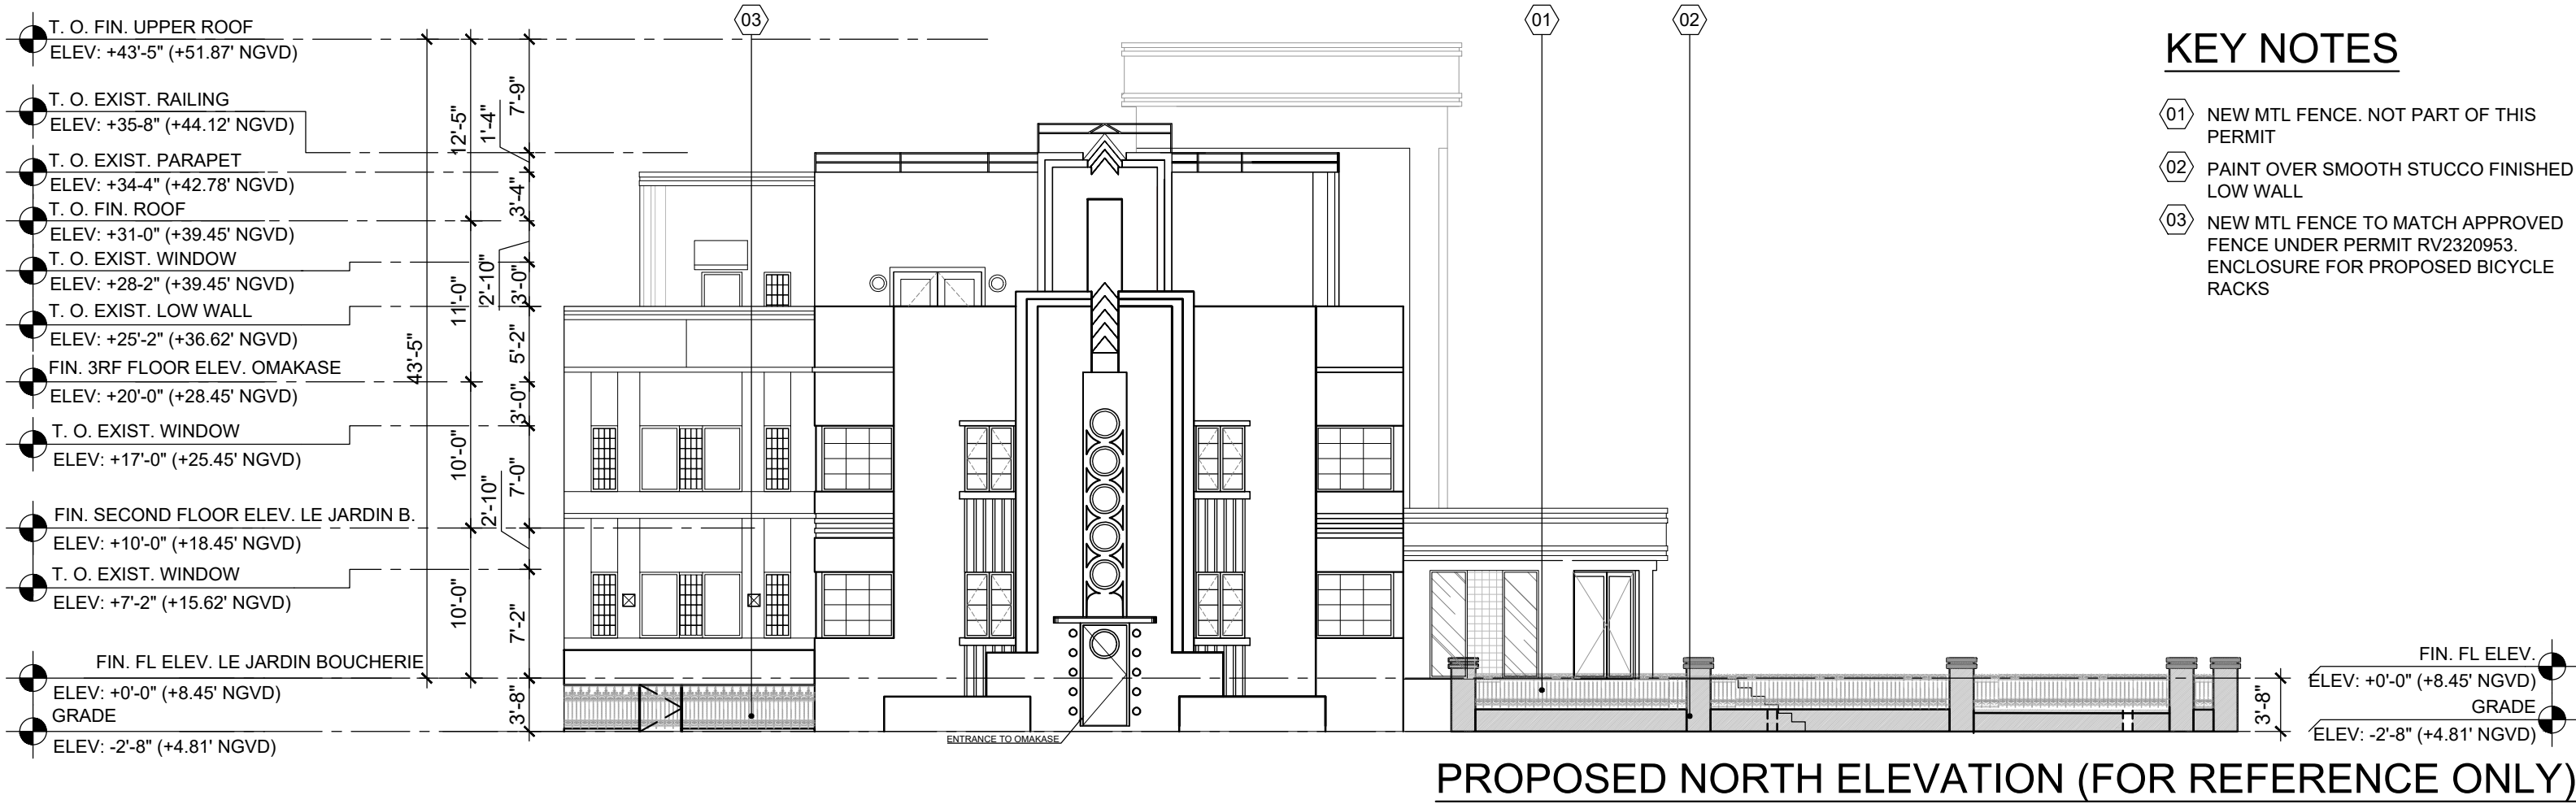 T. O. FIN. UPPER ROOF
ELEV: +43'-5" (+51.87' NGVD)
T. O. EXIST. RAILING
ELEV: +35-8" (+44.12' NGVD)
T. O. EXIST. PARAPET
ELEV: +34-4" (+42.78' NGVD)
T. O. FIN. ROOF
ELEV: +31-0" (+39.45' NGVD)
T. O. EXIST. WINDOW
ELEV: +28-2" (+39.45' NGVD)
T. O. EXIST. LOW WALL
ELEV: +25'-2" (+36.62' NGVD)
FIN. 3RF FLOOR ELEV. OMAKASE
ELEV: +20'-0" (+28.45' NGVD)
T. O. EXIST. WINDOW
ELEV: +17'-0" (+25.45' NGVD)
FIN. SECOND FLOOR ELEV. LE JARDIN B.
ELEV: +10'-0" (+18.45' NGVD)
T. O. EXIST. WINDOW
ELEV: +7'-2" (+15.62' NGVD)
FIN. FL ELEV. LE JARDIN BOUCHERIE
ELEV: +0'-0" (+8.45' NGVD)
GRADE
ELEV: -2'-8" (+4.81' NGVD)
43'-5"
12'-5"
11'-0"
10'-0"
10'-0"
1'-4"
2'-10"
2'-10"
7'-9"
3'-4"
3'-0"
5'-2"
3'-0"
7'-0"
7'-2"
3'-8"
03
01
02
ENTRANCE TO OMAKASE
KEY NOTES
01 NEW MTL FENCE. NOT PART OF THIS
PERMIT
02 PAINT OVER SMOOTH STUCCO FINISHED
LOW WALL
03 NEW MTL FENCE TO MATCH APPROVED
FENCE UNDER PERMIT RV2320953.
ENCLOSURE FOR PROPOSED BICYCLE
RACKS
FIN. FL ELEV.
ELEV: +0'-0" (+8.45' NGVD)
GRADE
ELEV: -2'-8" (+4.81' NGVD)
3'-8"
PROPOSED NORTH ELEVATION (FOR REFERENCE ONLY)